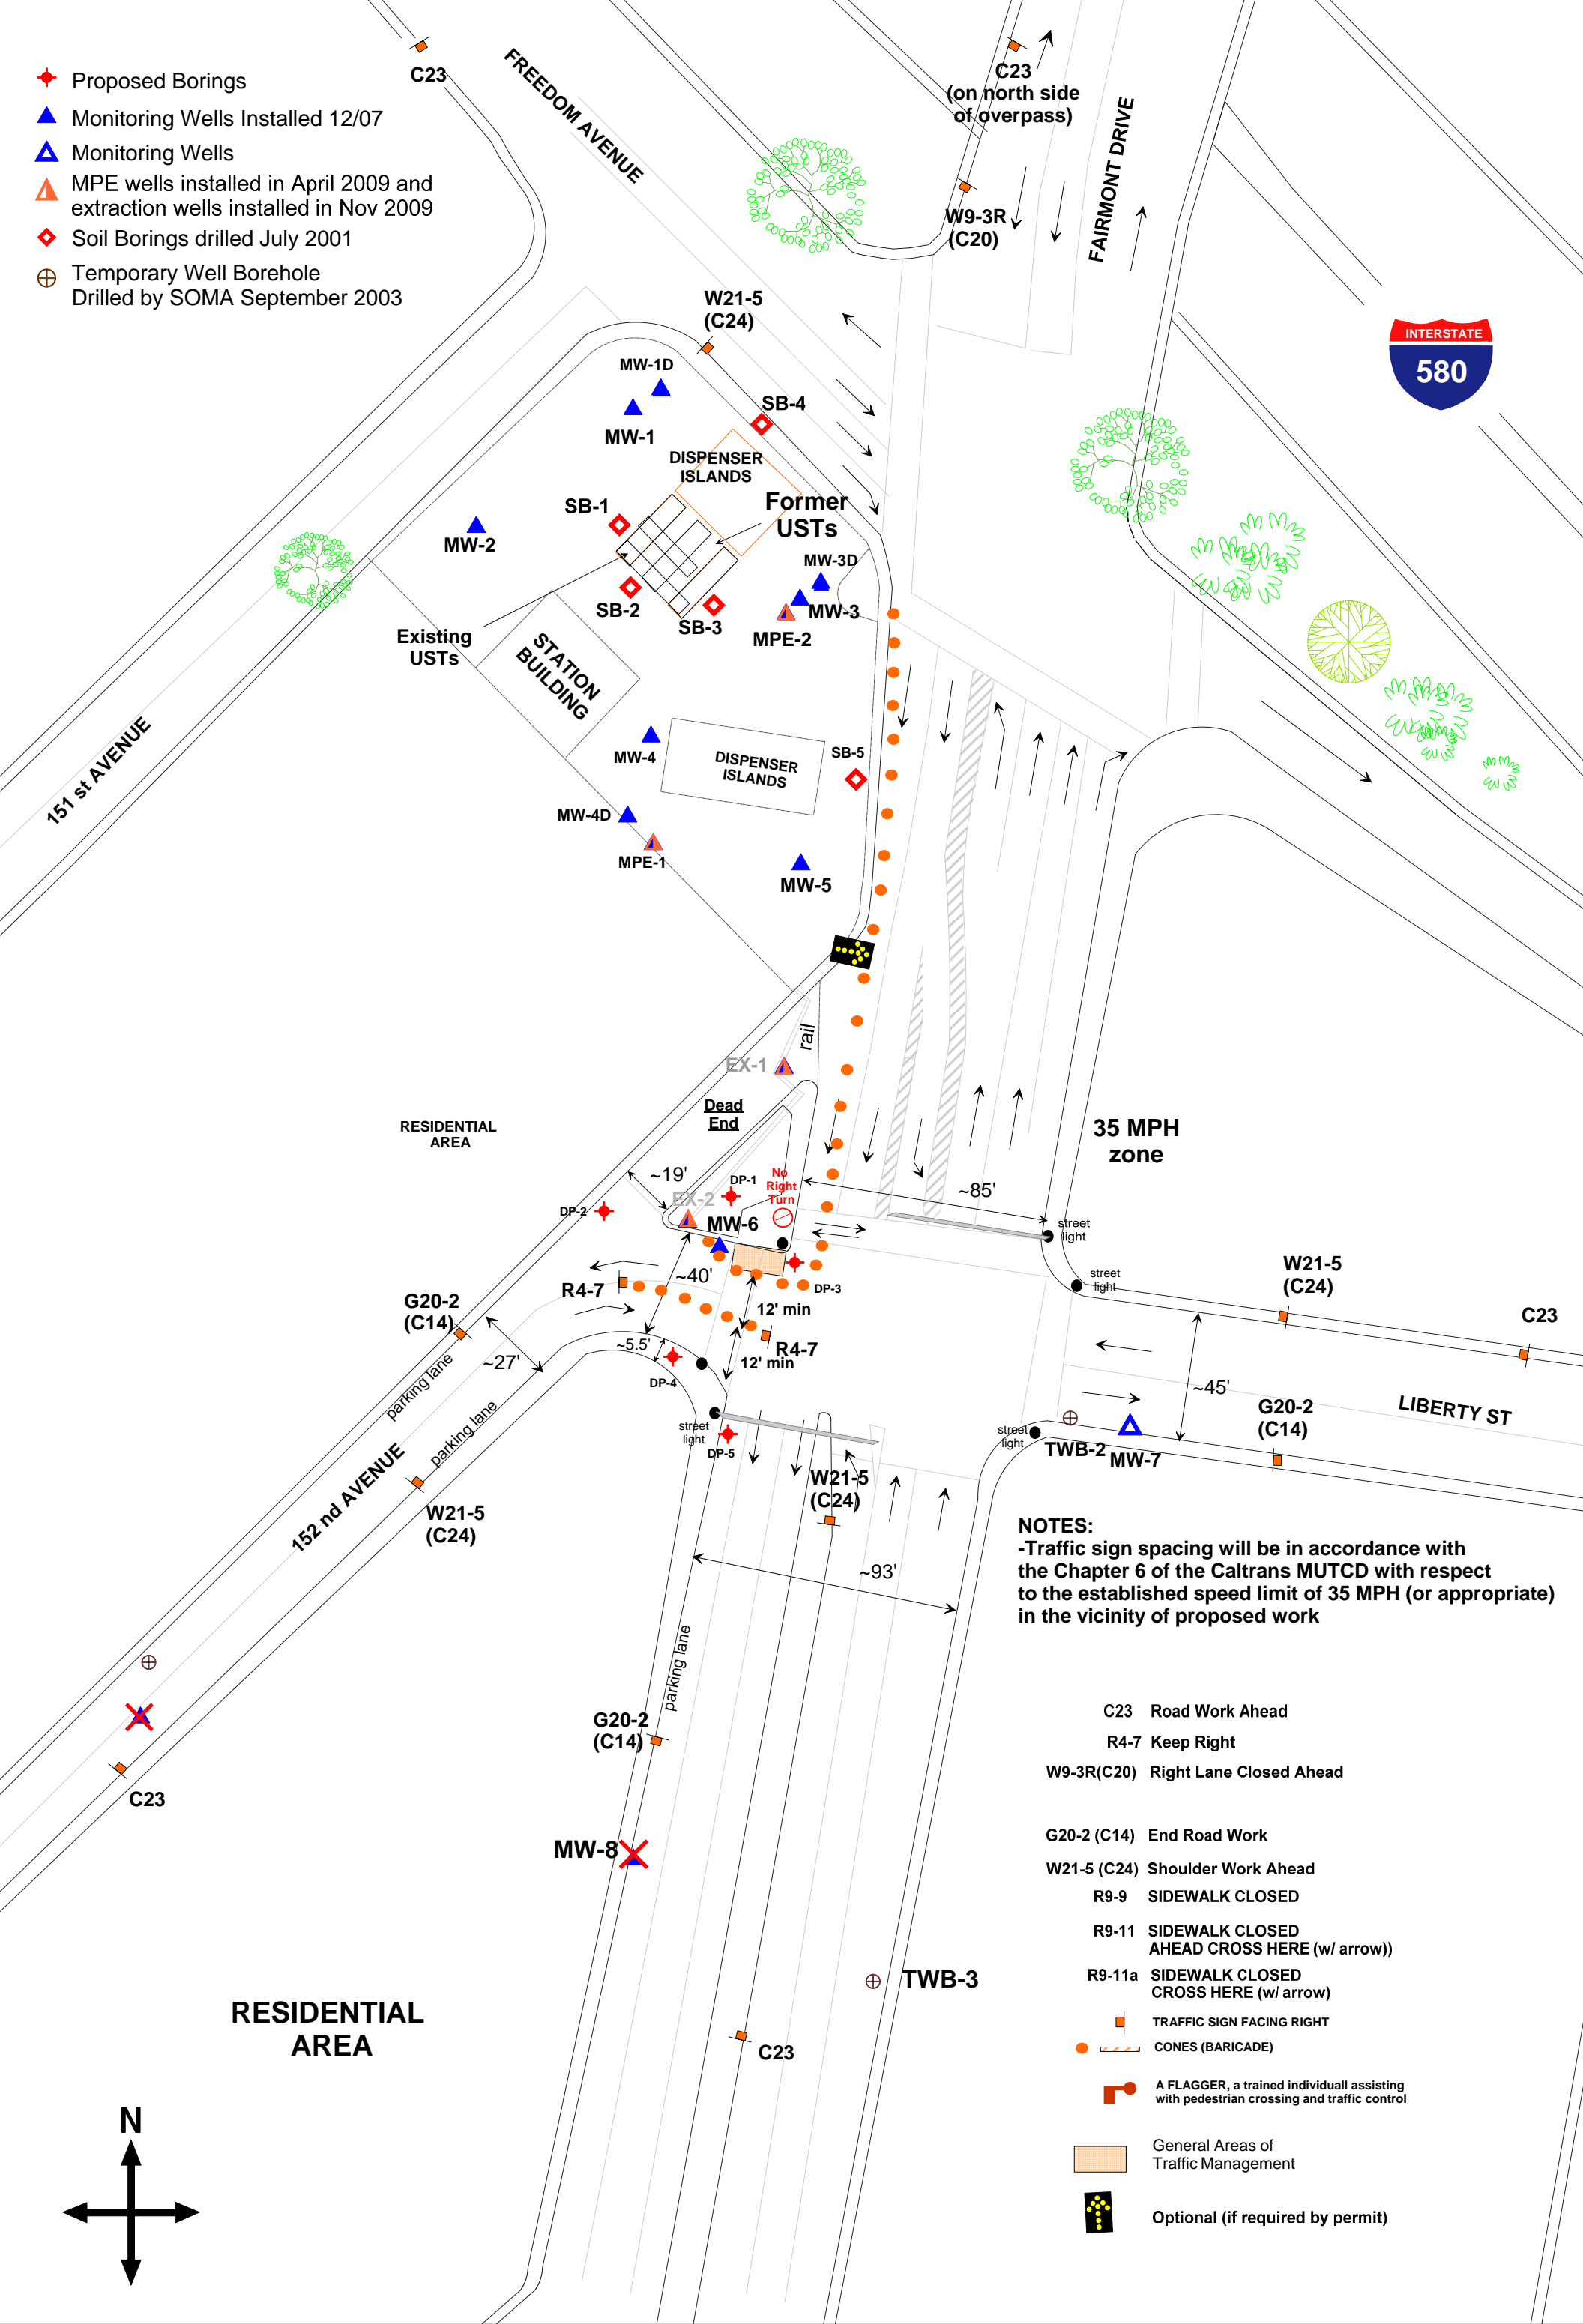 Proposed Borings
Monitoring Wells Installed 12/07
Monitoring Wells
MPE wells installed in April 2009 and
extraction wells installed in Nov 2009
Soil Borings drilled July 2001
Temporary Well Borehole
Drilled by SOMA September 2003
C23
FREEDOM AVENUE
C23
(on north side
of overpass)
FAIRMONT DRIVE
W9-3R
(C20)
INTERSTATE
580
W21-5
(C24)
MW-1D
MW-1
SB-4
DISPENSER
ISLANDS
Former
USTs
SB-1
MW-2
MW-3D
MW-3
SB-2
SB-3
MPE-2
Existing
USTs
STATION
BUILDING
151 st AVENUE
MW-4
DISPENSER
ISLANDS
SB-5
MW-4D
MPE-1
MW-5
rail
EX-1
Dead
End
RESIDENTIAL
AREA
35 MPH
zone
~19'
DP-1
No
Right
Turn
~85'
EX-2
DP-2
MW-6
street
light
street
light
W21-5
(C24)
R4-7
~40'
DP-3
G20-2
(C14)
12' min
C23
~5.5'
R4-7
12' min
~27'
DP-4
parking lane
parking lane
~45'
LIBERTY ST
G20-2
(C14)
street
light
DP-5
street
light
TWB-2
MW-7
152 nd AVENUE
W21-5
(C24)
W21-5
(C24)
NOTES:
-Traffic sign spacing will be in accordance with
the Chapter 6 of the Caltrans MUTCD with respect
to the established speed limit of 35 MPH (or appropriate)
in the vicinity of proposed work
~93'
parking lane
G20-2
(C14)
C23
MW-8
TWB-3
C23
RESIDENTIAL
AREA
N
C23 Road Work Ahead
R4-7 Keep Right
W9-3R(C20) Right Lane Closed Ahead
G20-2 (C14) End Road Work
W21-5 (C24) Shoulder Work Ahead
R9-9 SIDEWALK CLOSED
R9-11 SIDEWALK CLOSED
AHEAD CROSS HERE (w/ arrow))
R9-11a SIDEWALK CLOSED
CROSS HERE (w/ arrow)
TRAFFIC SIGN FACING RIGHT
CONES (BARICADE)
A FLAGGER, a trained individuall assisting
with pedestrian crossing and traffic control
General Areas of
Traffic Management
Optional (if required by permit)